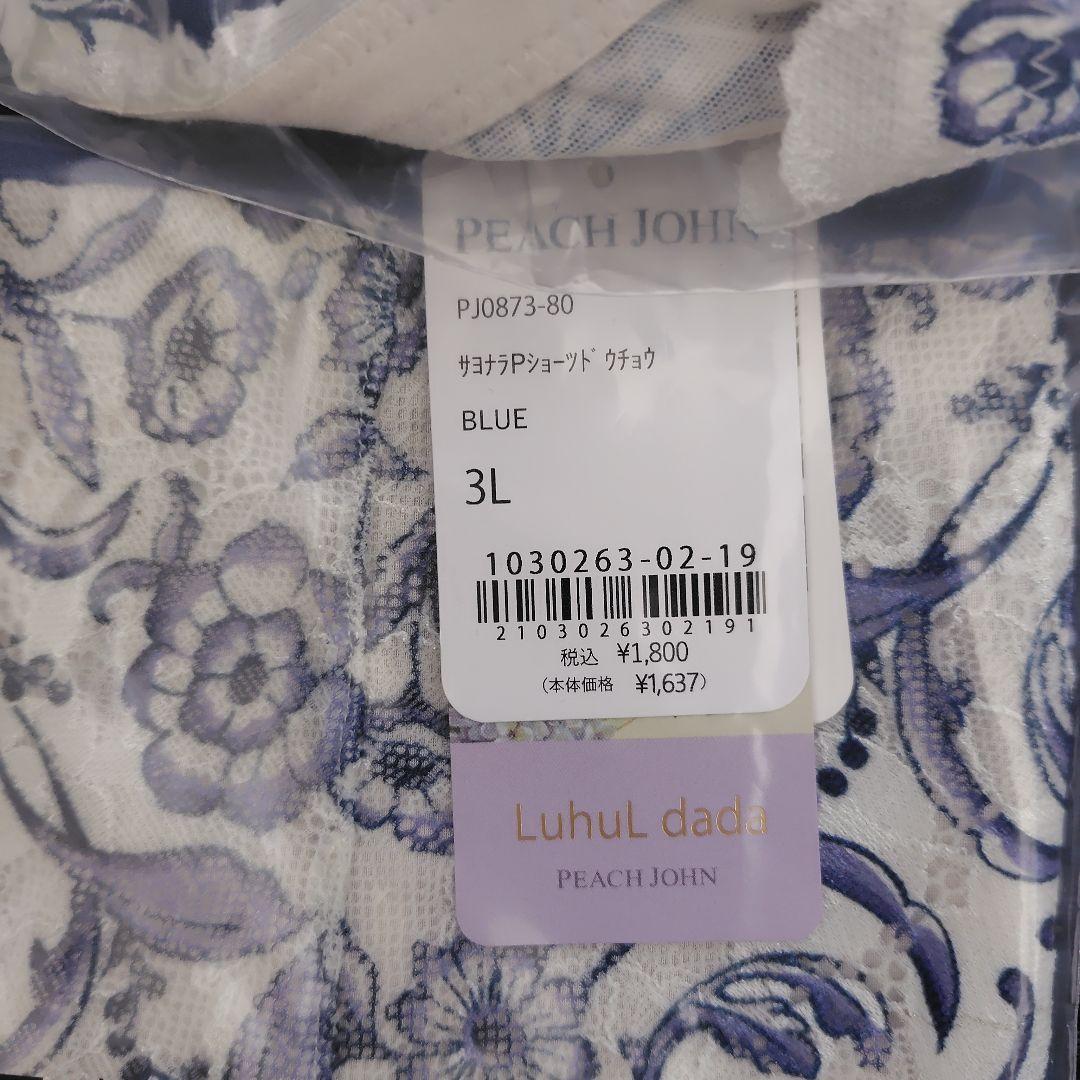 PEACH JOHN
PJ0873-80
ｻﾖﾅﾗPｼｮｰﾂﾄﾞｳﾁｮｳ
BLUE
3L
1030263-02-19
2103026302191
税込 ¥1,800
(本体価格 ¥1,637)
LuhuL dada
PEACH JOHN